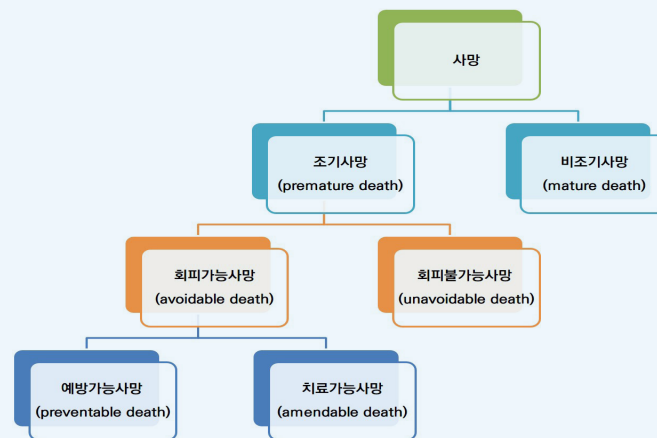 사망
조기사망
(premature death)
비조기사망
(mature death)
회피가능사망
(avoidable death)
회피불가능사망
(unavoidable death)
예방가능사망
(preventable death)
치료가능사망
(amendable death)